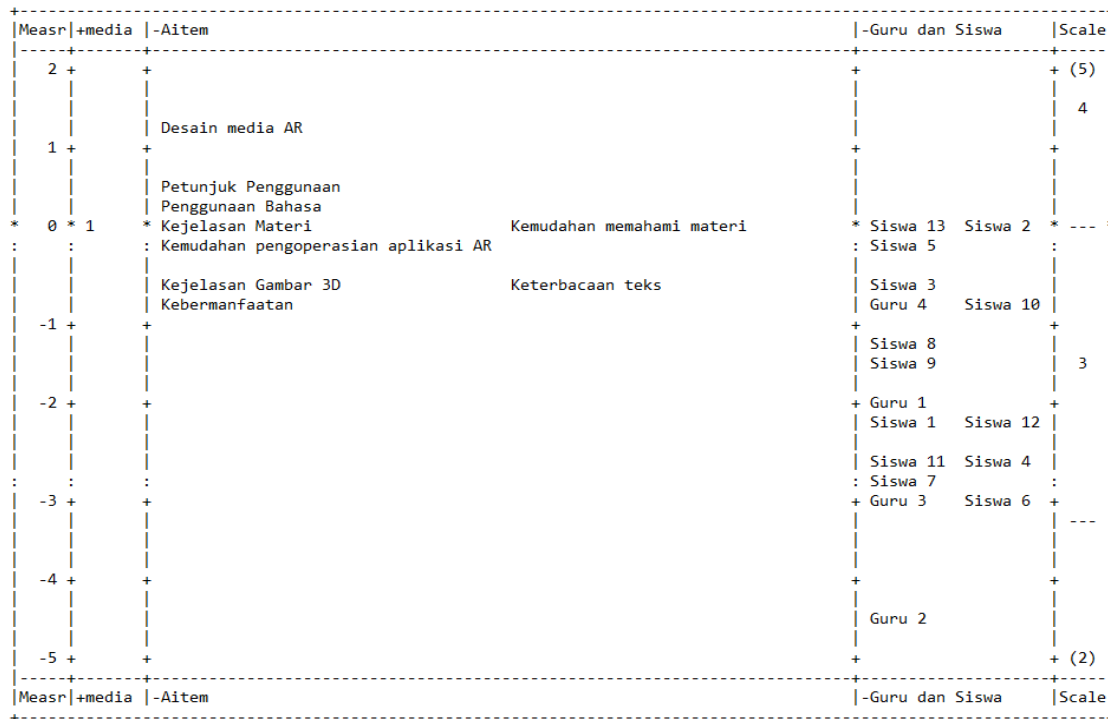 |Measr|+media |-Aitem |-Guru dan Siswa |Scale
| 2 + + + + (5)
| | | | | 4
| | | Desain media AR | |
| 1 + + + +
| | | Petunjuk Penggunaan | |
| | | Penggunaan Bahasa | |
* 0 * 1 * Kejelasan Materi Kemudahan memahami materi * Siswa 13 Siswa 2 * --- *
: : : Kemudahan pengoperasian aplikasi AR : Siswa 5 :
| | | Kejelasan Gambar 3D Keterbacaan teks | Siswa 3 |
| | | Kebermanfaatan | Guru 4 Siswa 10 |
| -1 + + + +
| | | | Siswa 8 |
| | | | Siswa 9 | 3
| -2 + + + Guru 1 +
| | | | Siswa 1 Siswa 12 |
| | | | Siswa 11 Siswa 4 |
: : : : Siswa 7 :
| -3 + + + Guru 3 Siswa 6 +
| | | | | ---
| -4 + + + +
| | | | Guru 2 |
| -5 + + + + (2)
|Measr|+media |-Aitem |-Guru dan Siswa |Scale